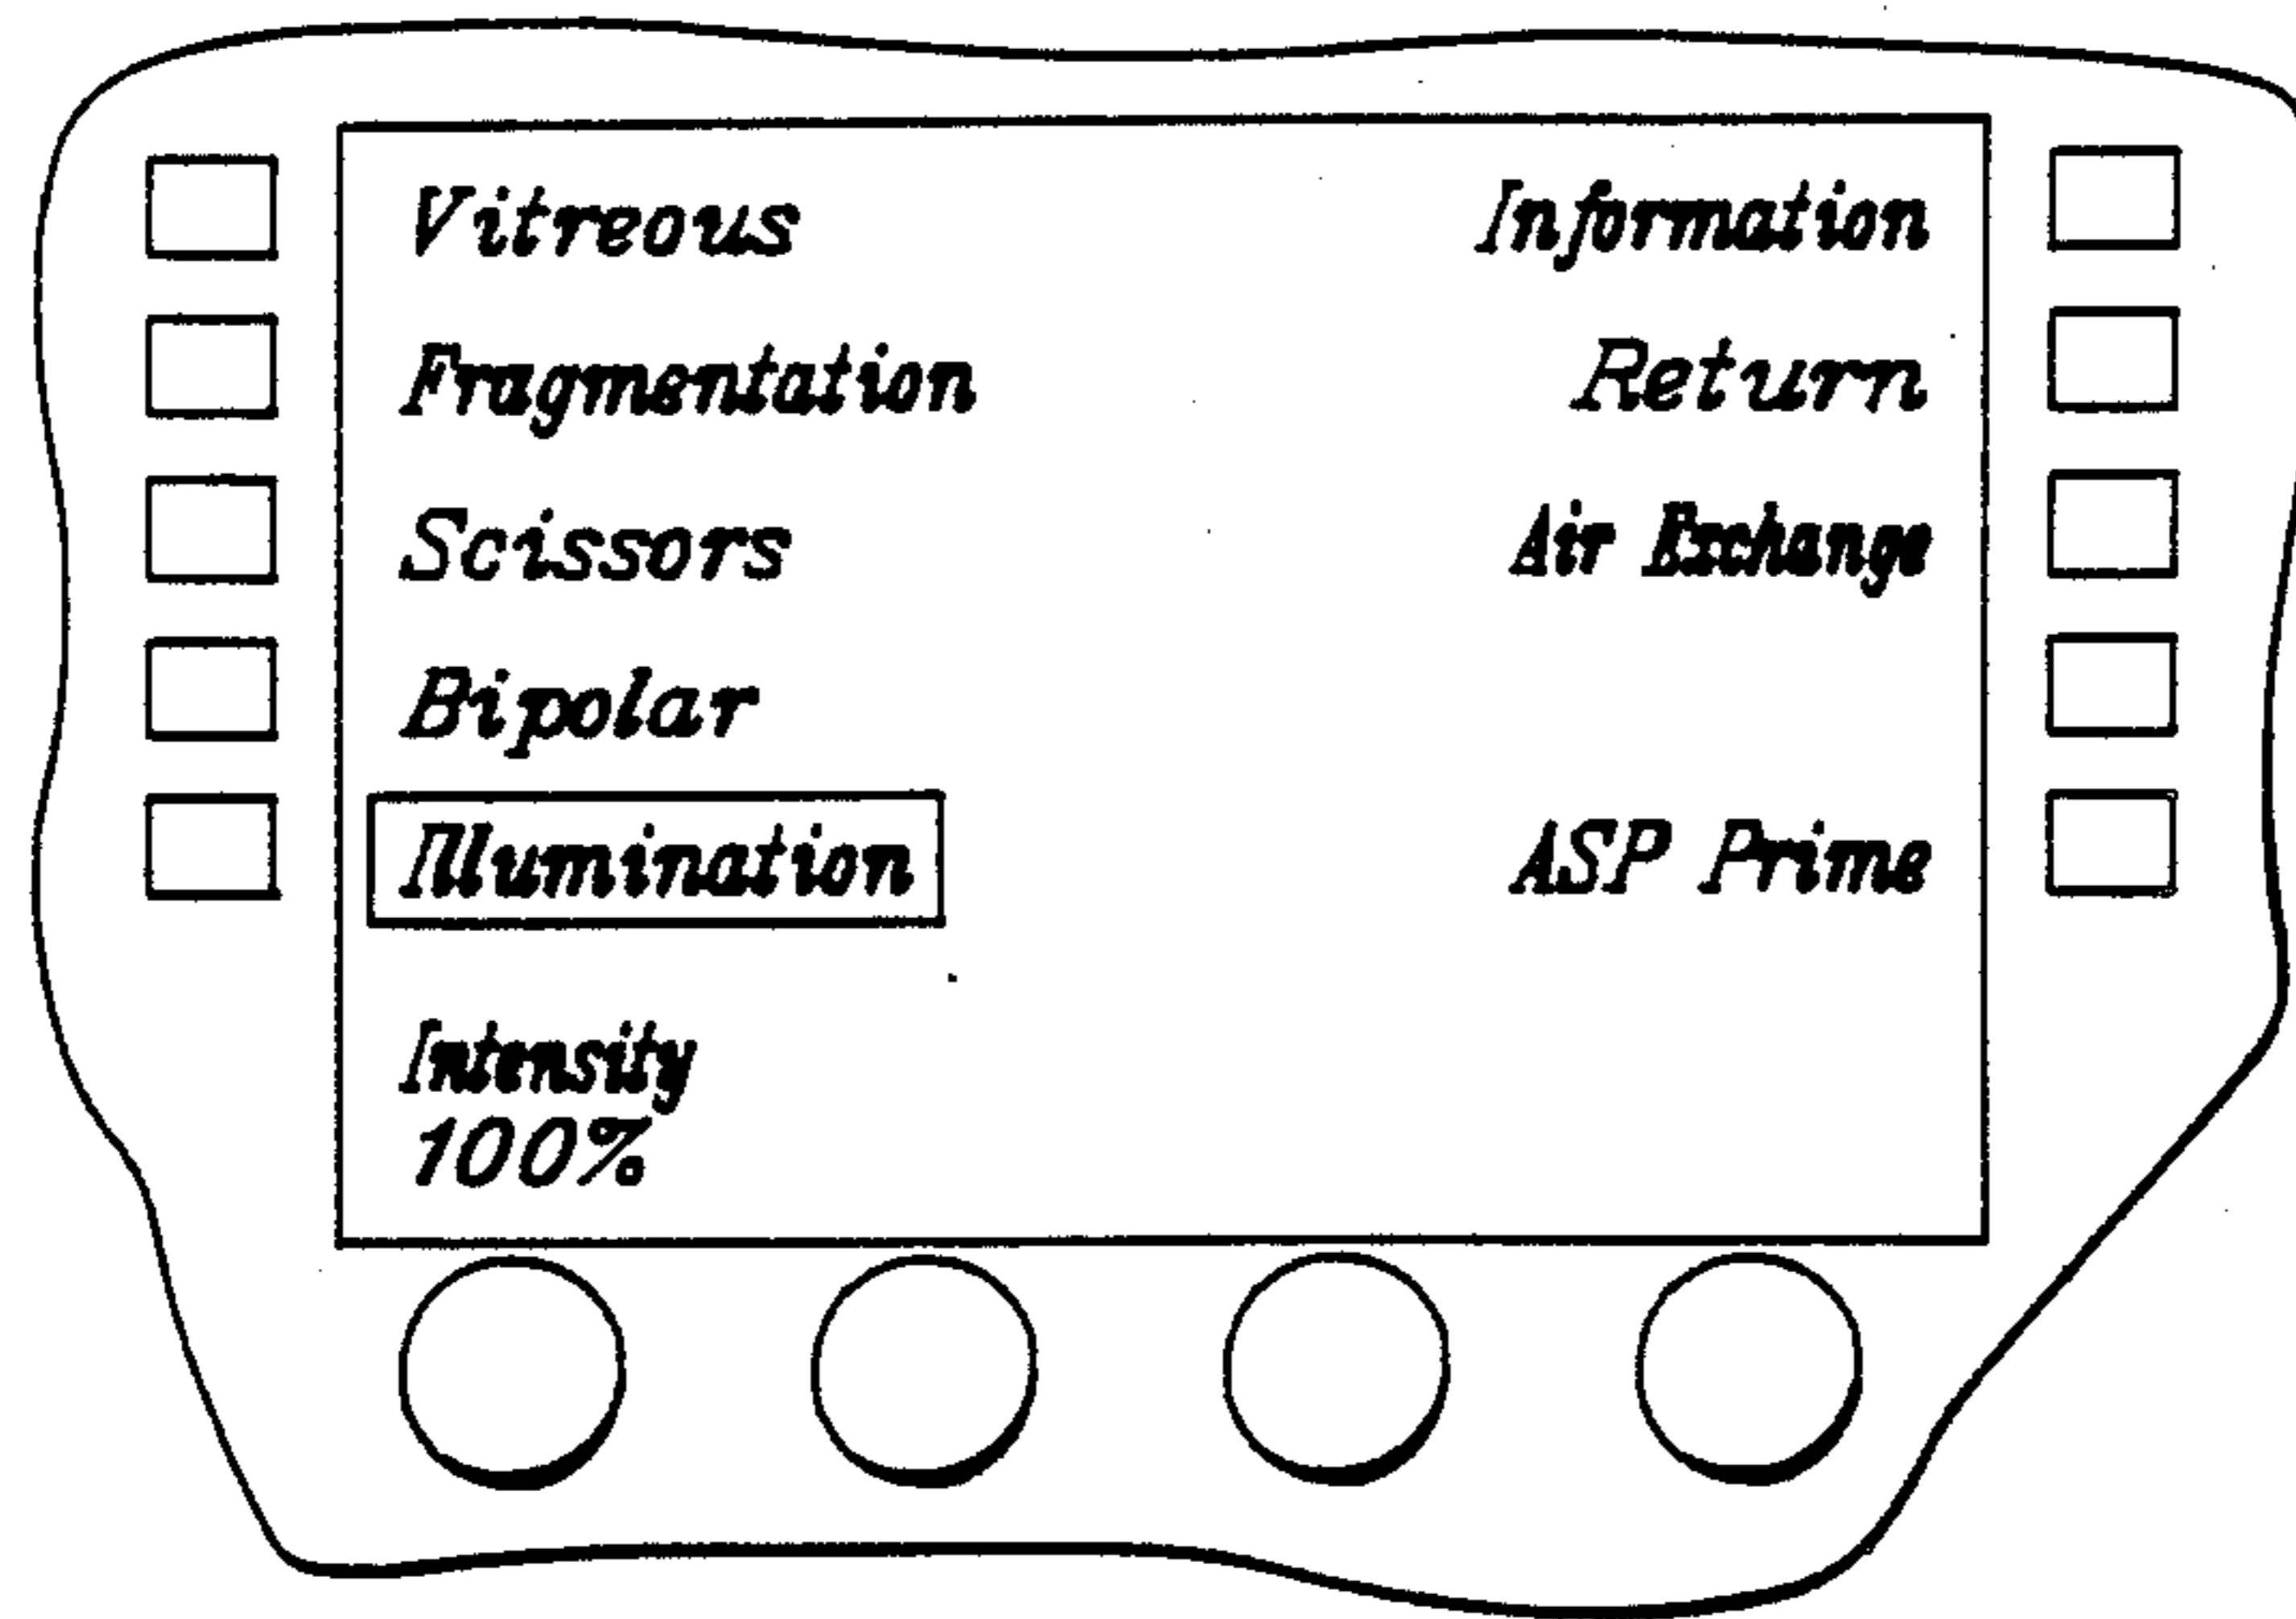 Vitreous Information
Fragmentation Return
Scissors Air Exchange
Bipolar
Illumination ASP Prime
Intensity
100%